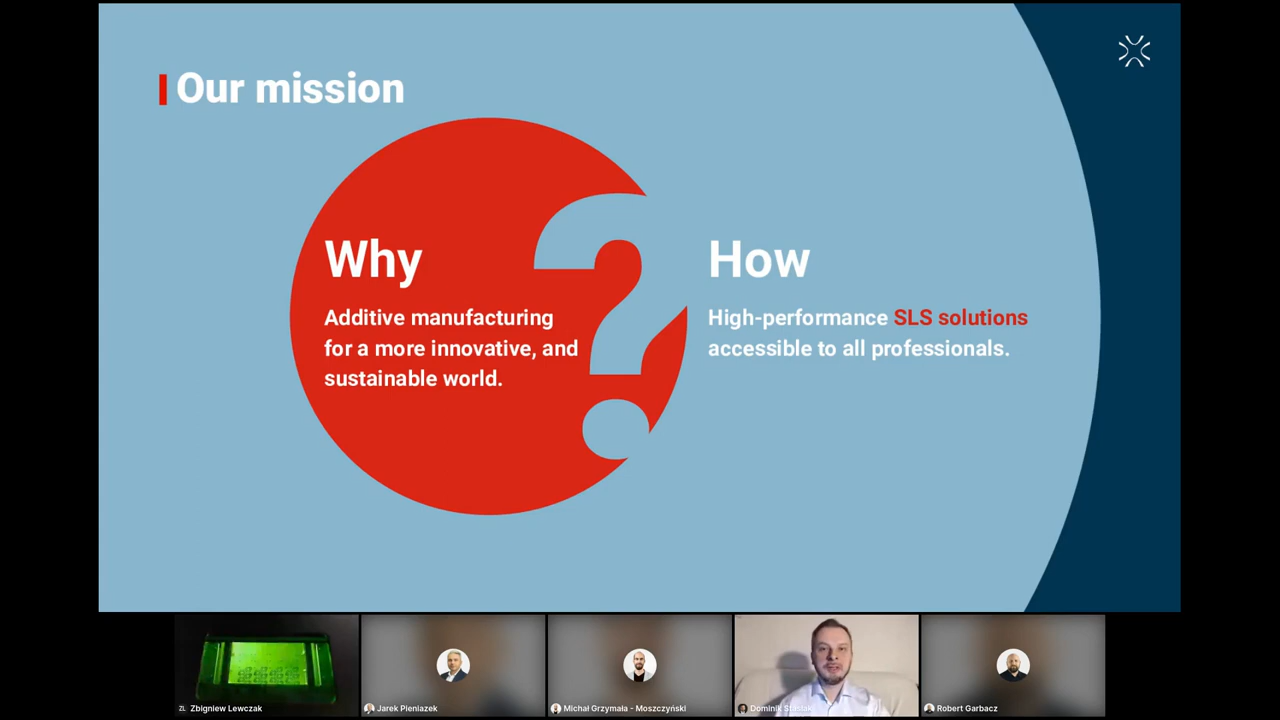 Our mission
Why
Additive manufacturing
for a more innovative, and
sustainable world.
How
High-performance SLS solutions
accessible to all professionals.
ZL Zbigniew Lewczak
Jarek Pieniazek
Michał Grzymała - Moszczyński
Dominik
Robert Garbacz